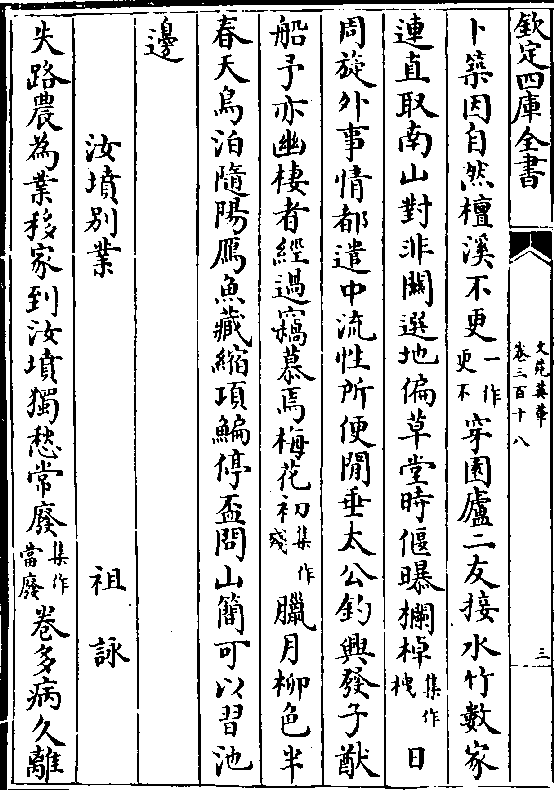 欽定四庫全書
文苑英華
卷三百十八
三
卜築因自然檀溪不更一作更不穿園廬二友接水竹數家
連直取南山對非關選地偏草堂時偃曝欄棹集作栧日
周旋外事情都遣中流性所便閒垂太公釣興發子猷
船予亦幽棲者經過竊慕焉梅花初集作殘臘月柳色半
春天烏泊隨陽鴈魚藏縮項鯿停盃問山簡可以習池
邊
汝墳別業 祖詠
失路農為業移家到汝墳獨愁常廢集作當廢卷多病久離